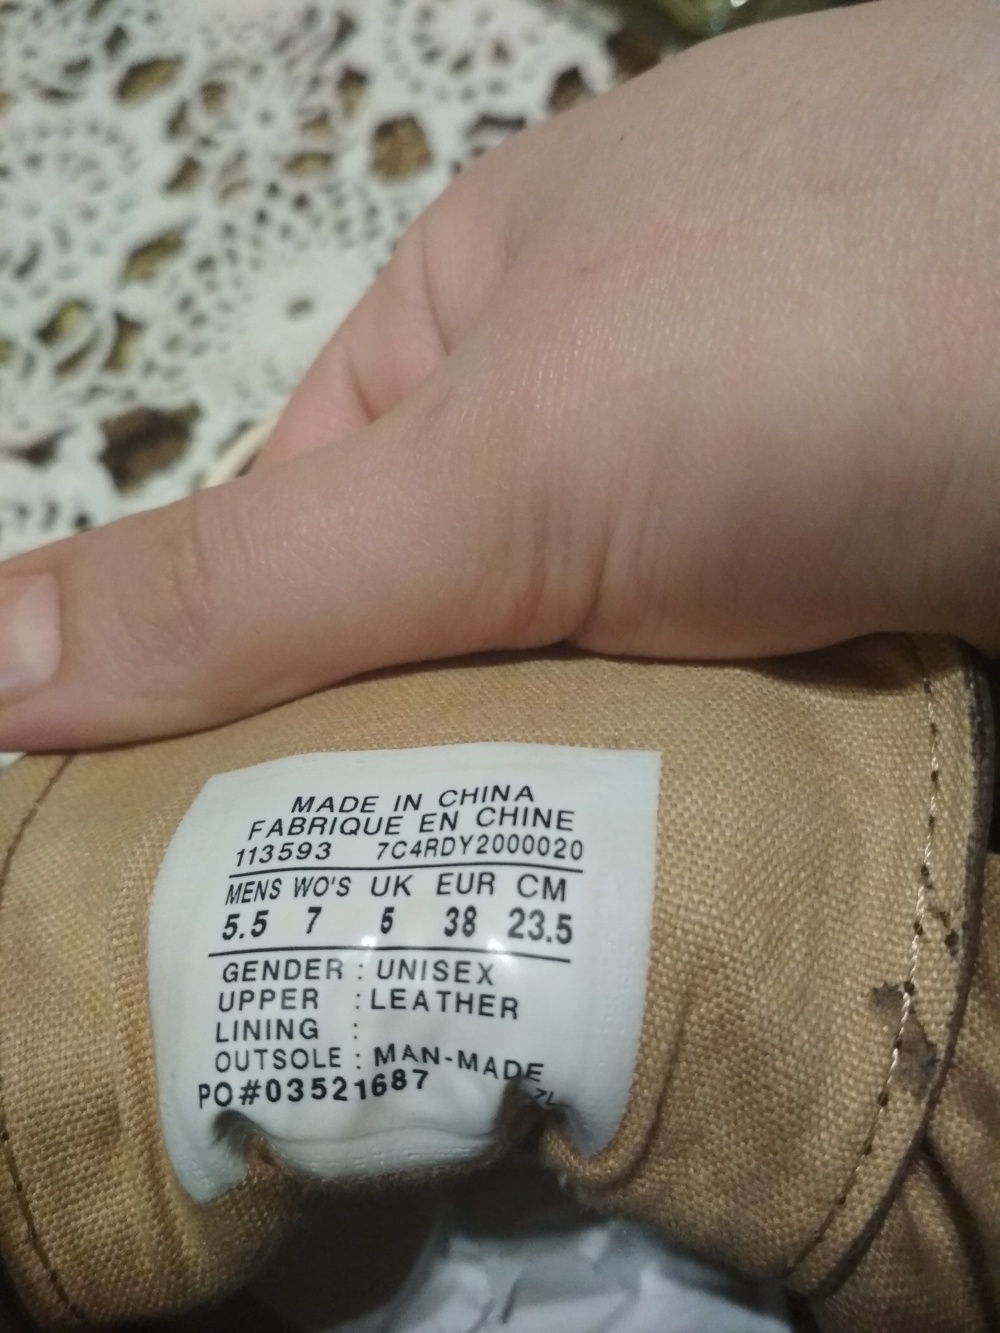 MADE IN CHINA
FABRIQUE EN CHINE
113593 7C4RDY2000020
MENS WO'S UK EUR CM
5.5 7 5 38 23.5
GENDER : UNISEX
UPPER : LEATHER
LINING :
OUTSOLE : MAN-MADE
PO#03521687